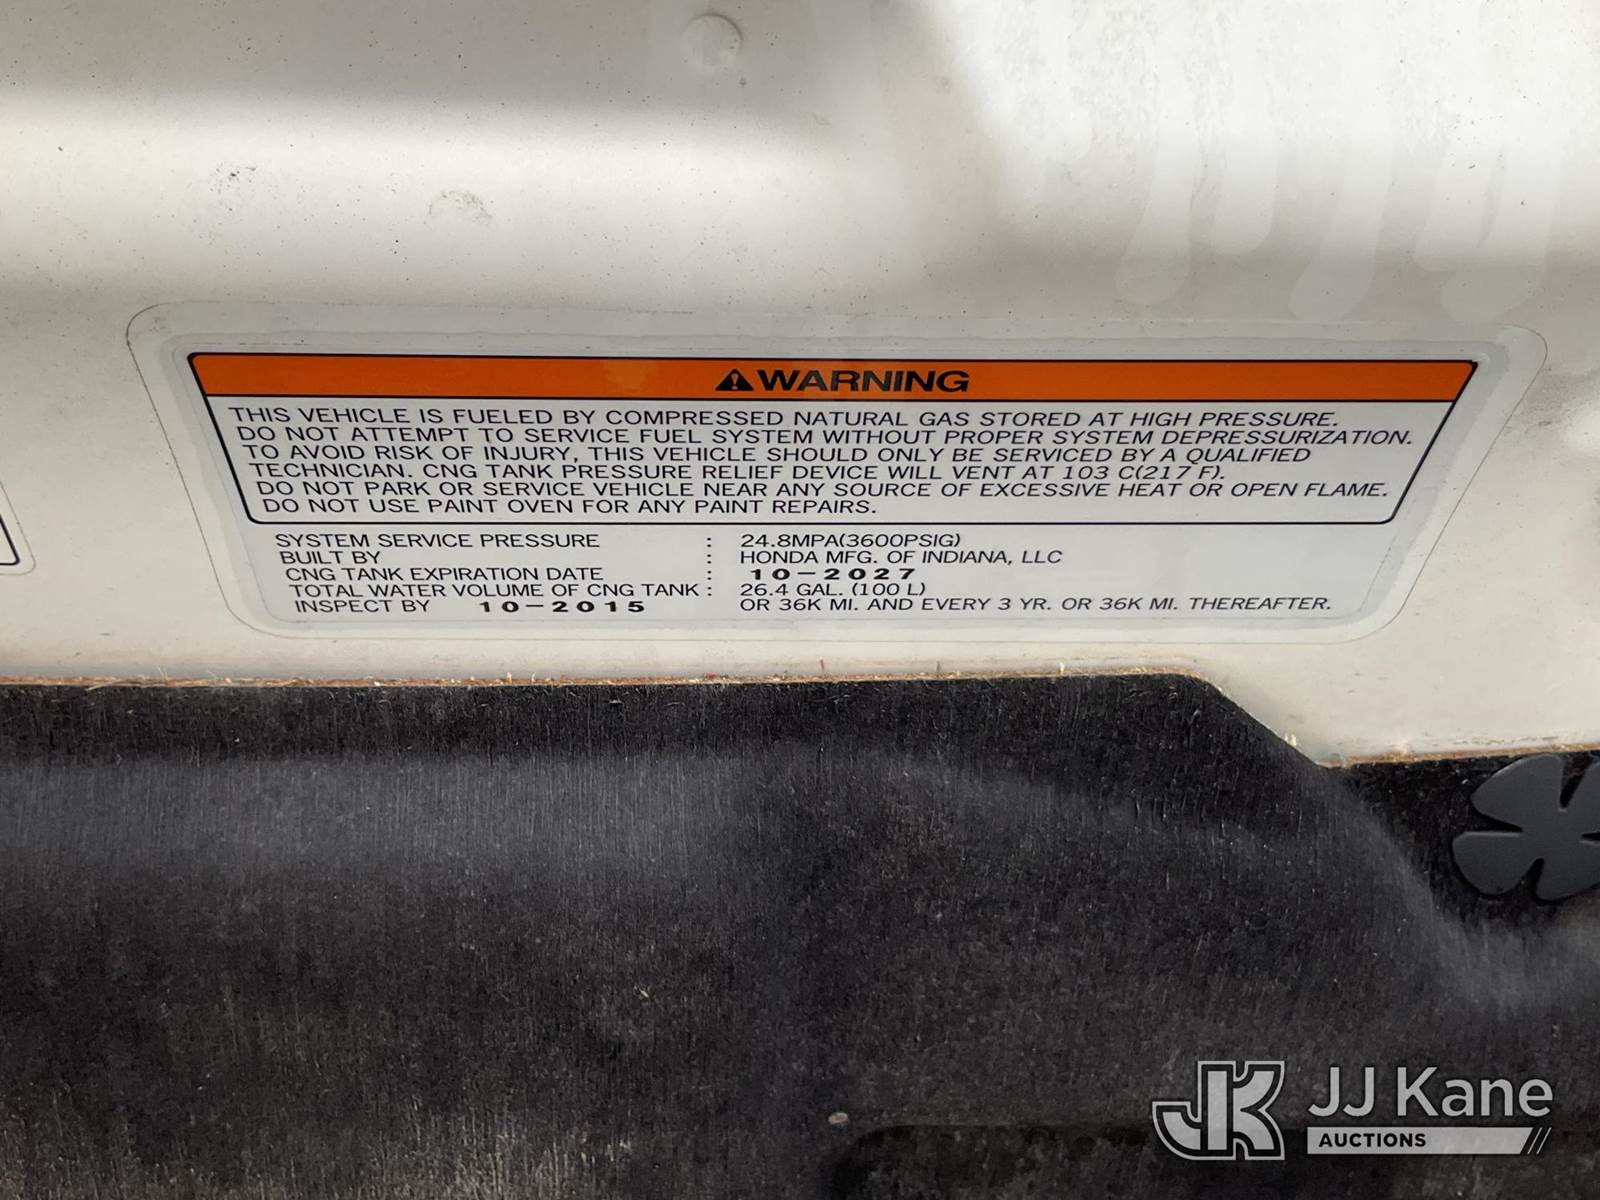 WARNING
THIS VEHICLE IS FUELED BY COMPRESSED NATURAL GAS STORED AT HIGH PRESSURE.
DO NOT ATTEMPT TO SERVICE FUEL SYSTEM WITHOUT PROPER SYSTEM DEPRESSURIZATION.
TO AVOID RISK OF INJURY, THIS VEHICLE SHOULD ONLY BE SERVICED BY A QUALIFIED
TECHNICIAN. CNG TANK PRESSURE RELIEF DEVICE WILL VENT AT 103 C(217 F).
DO NOT PARK OR SERVICE VEHICLE NEAR ANY SOURCE OF EXCESSIVE HEAT OR OPEN FLAME.
DO NOT USE PAINT OVEN FOR ANY PAINT REPAIRS.
SYSTEM SERVICE PRESSURE : 24.8MPA(3600PSIG)
BUILT BY : HONDA MFG. OF INDIANA, LLC
CNG TANK EXPIRATION DATE : 10-2027
TOTAL WATER VOLUME OF CNG TANK : 26.4 GAL. (100 L)
INSPECT BY 10-2015 OR 36K MI. AND EVERY 3 YR. OR 36K MI. THEREAFTER.
JK JJ Kane
AUCTIONS